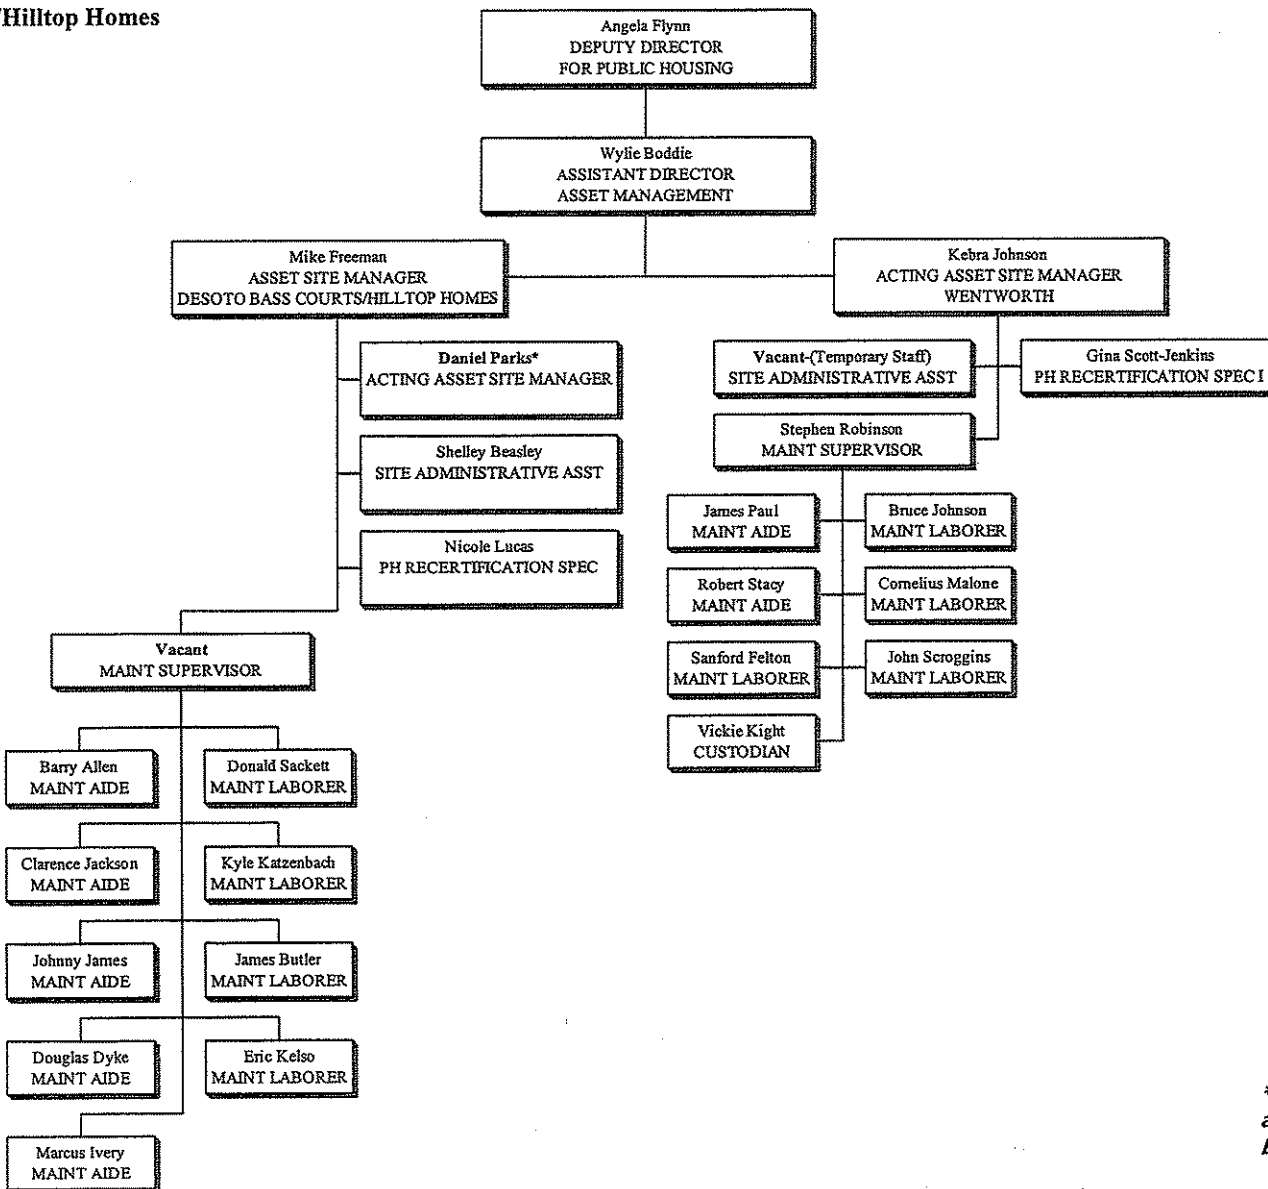 /Hilltop Homes
Angela Flynn
DEPUTY DIRECTOR
FOR PUBLIC HOUSING
Wylie Boddie
ASSISTANT DIRECTOR
ASSET MANAGEMENT
Mike Freeman
ASSET SITE MANAGER
DESOTO BASS COURTS/HILLTOP HOMES
Kebra Johnson
ACTING ASSET SITE MANAGER
WENTWORTH
Daniel Parks*
ACTING ASSET SITE MANAGER
Shelley Beasley
SITE ADMINISTRATIVE ASST
Nicole Lucas
PH RECERTIFICATION SPEC
Vacant
MAINT SUPERVISOR
Barry Allen
MAINT AIDE
Donald Sackett
MAINT LABORER
Clarence Jackson
MAINT AIDE
Kyle Katzenbach
MAINT LABORER
Johnny James
MAINT AIDE
James Butler
MAINT LABORER
Douglas Dyke
MAINT AIDE
Eric Kelso
MAINT LABORER
Marcus Ivery
MAINT AIDE
Vacant-(Temporary Staff)
SITE ADMINISTRATIVE ASST
Gina Scott-Jenkins
PH RECERTIFICATION SPEC I
Stephen Robinson
MAINT SUPERVISOR
James Paul
MAINT AIDE
Bruce Johnson
MAINT LABORER
Robert Stacy
MAINT AIDE
Cornelius Malone
MAINT LABORER
Sanford Felton
MAINT LABORER
John Scroggins
MAINT LABORER
Vickie Kight
CUSTODIAN